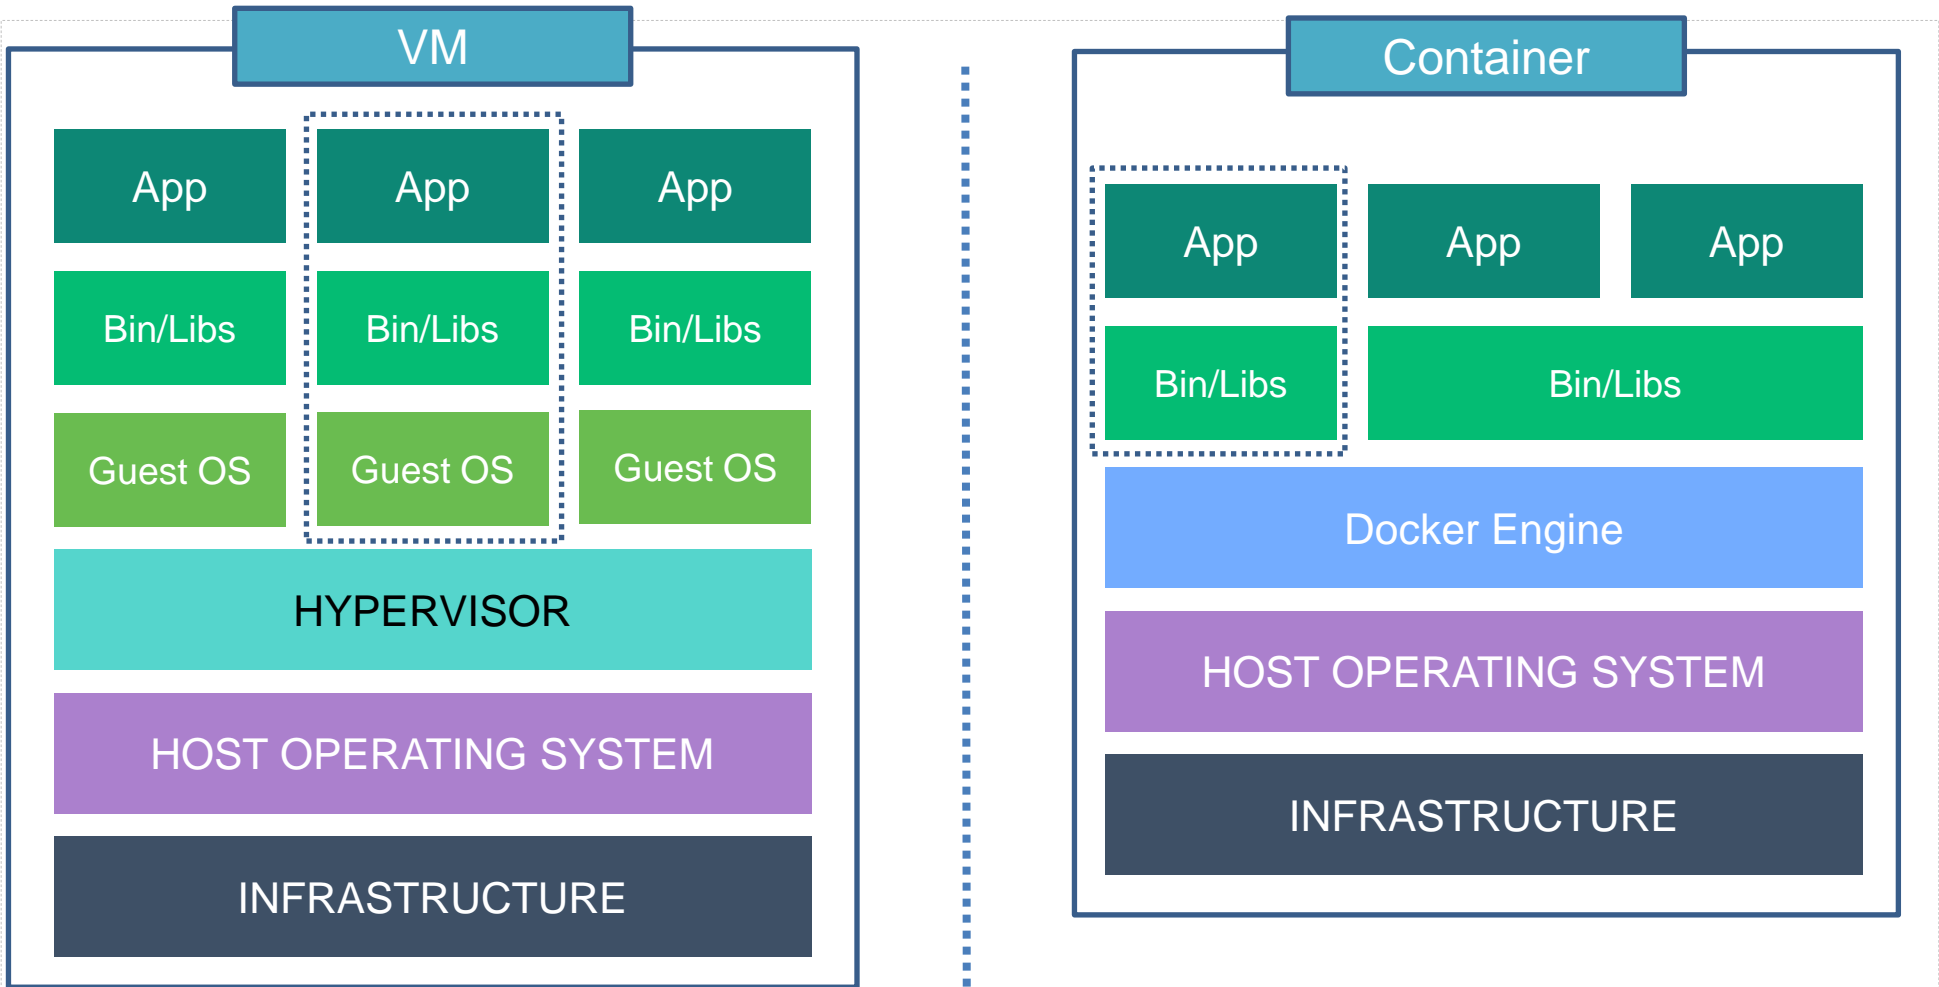 VM
App
App
App
Bin/Libs
Bin/Libs
Bin/Libs
Guest OS
Guest OS
Guest OS
HYPERVISOR
HOST OPERATING SYSTEM
INFRASTRUCTURE
Container
App
App
App
Bin/Libs
Bin/Libs
Docker Engine
HOST OPERATING SYSTEM
INFRASTRUCTURE